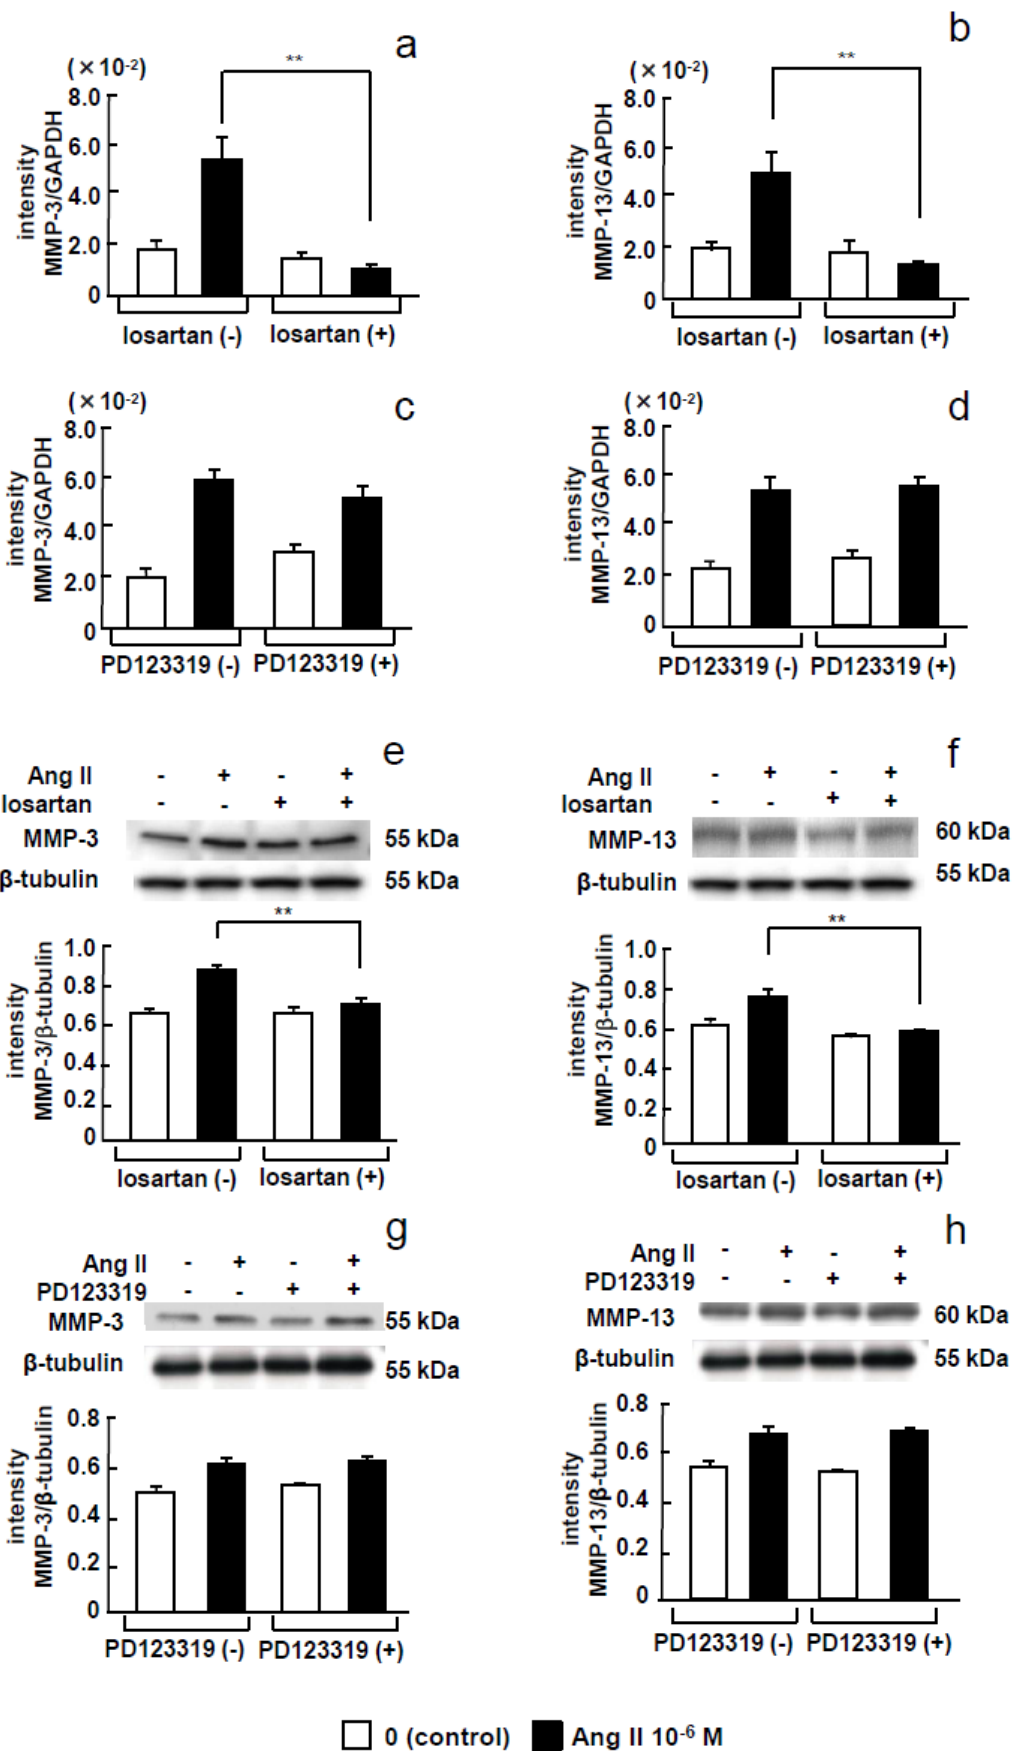 a
(×10-2)
**
8.0
6.0
4.0
2.0
0
intensity
MMP-3/GAPDH
losartan (-)
losartan (+)
b
(×10-2)
**
8.0
6.0
4.0
2.0
0
intensity
MMP-13/GAPDH
losartan (-)
losartan (+)
c
(×10-2)
8.0
6.0
4.0
2.0
0
intensity
MMP-3/GAPDH
PD123319 (-)
PD123319 (+)
d
(×10-2)
8.0
6.0
4.0
2.0
0
intensity
MMP-13/GAPDH
PD123319 (-)
PD123319 (+)
e
Ang II - + - +
losartan - - + +
MMP-3 55 kDa
β-tubulin 55 kDa
**
1.0
0.8
0.6
0.4
0.2
0
intensity
MMP-3/β-tubulin
losartan (-)
losartan (+)
f
Ang II - + - +
losartan - - + +
MMP-13 60 kDa
β-tubulin 55 kDa
**
1.0
0.8
0.6
0.4
0.2
0
intensity
MMP-13/β-tubulin
losartan (-)
losartan (+)
g
Ang II - + - +
PD123319 - - + +
MMP-3 55 kDa
β-tubulin 55 kDa
0.8
0.6
0.4
0.2
0
intensity
MMP-3/β-tubulin
PD123319 (-)
PD123319 (+)
h
Ang II - + - +
PD123319 - - + +
MMP-13 60 kDa
β-tubulin 55 kDa
0.8
0.6
0.4
0.2
0
intensity
MMP-13/β-tubulin
PD123319 (-)
PD123319 (+)
0 (control)
Ang II 10-6 M